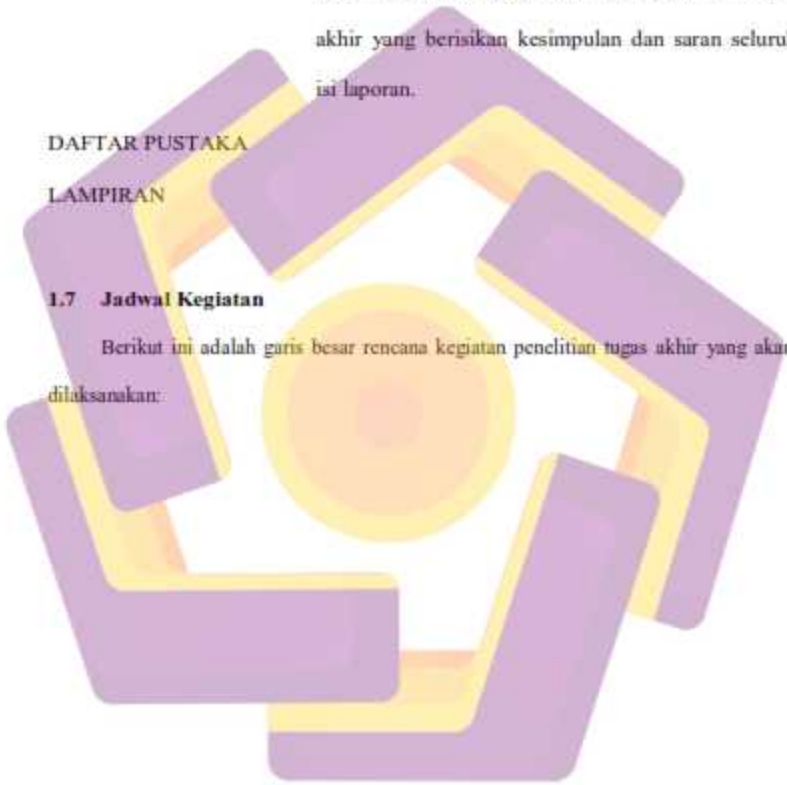 akhir yang berisikan kesimpulan dan saran
isi laporan.
DAFTAR PUSTAKA
LAMPIRAN
1.7 Jadwal Kegiatan
Berikut ini adalah garis besar rencana kegiatan penelitian tugas akhir yang akan
dilaksanakan: